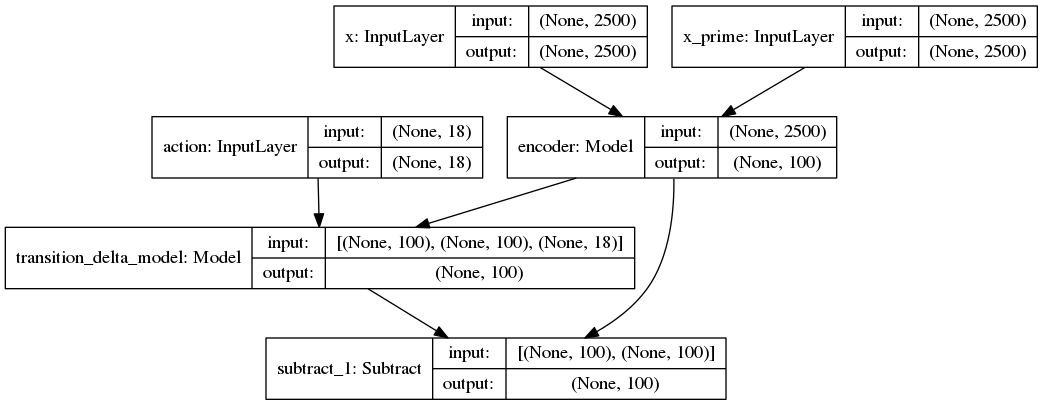 x: InputLayer
input:
(None, 2500)
output:
(None, 2500)
x_prime: InputLayer
input:
(None, 2500)
output:
(None, 2500)
action: InputLayer
input:
(None, 18)
output:
(None, 18)
encoder: Model
input:
(None, 2500)
output:
(None, 100)
transition_delta_model: Model
input:
[(None, 100), (None, 100), (None, 18)]
output:
(None, 100)
subtract_1: Subtract
input:
[(None, 100), (None, 100)]
output:
(None, 100)